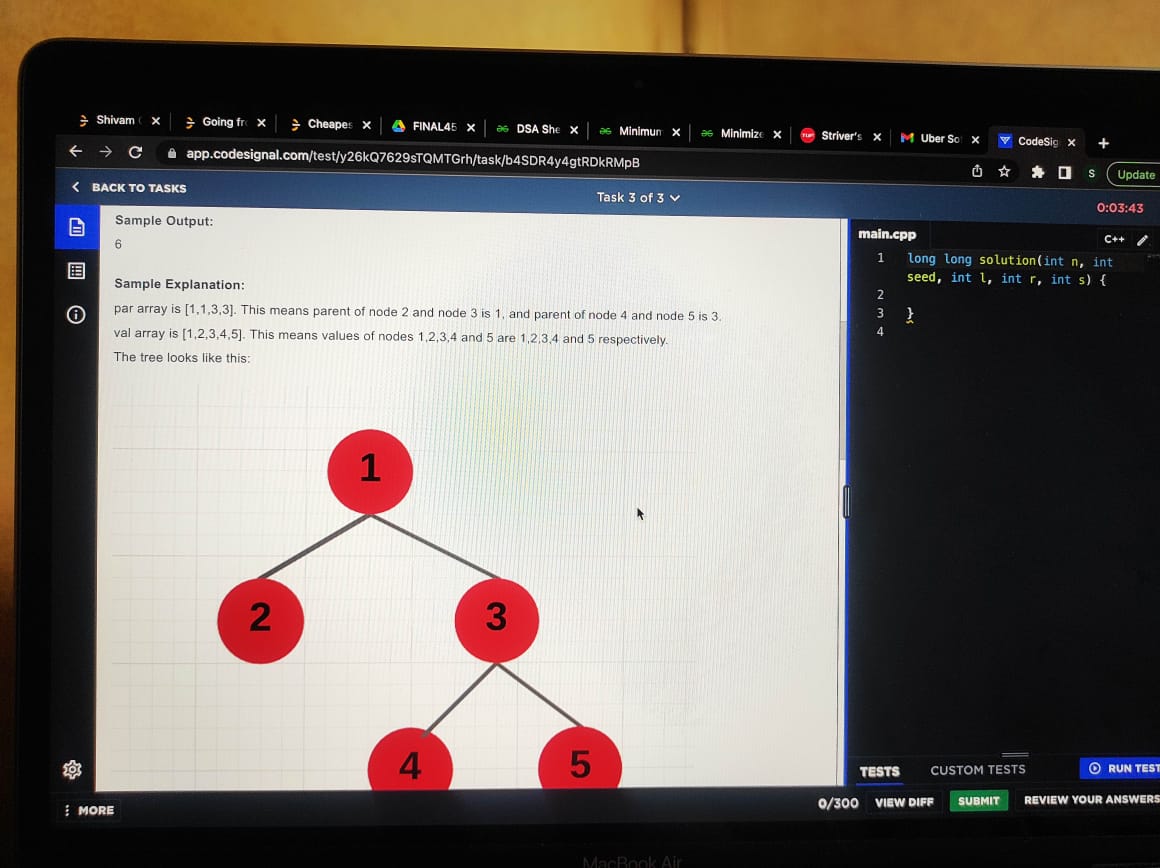 Shivam
Going fr
Cheapes
FINAL45
DSA She
Minimum
Minimize
TUF
Striver's
Uber So
CodeSig
app.codesignal.com/test/y26kQ7629sTQMTGrh/task/b4SDR4y4gtRDkRMpB
S
Update
BACK TO TASKS
Task 3 of 3
0:03:43
Sample Output:
6
Sample Explanation:
par array is [1,1,3,3]. This means parent of node 2 and node 3 is 1, and parent of node 4 and node 5 is 3.
val array is [1,2,3,4,5]. This means values of nodes 1,2,3,4 and 5 are 1,2,3,4 and 5 respectively.
The tree looks like this:
1
2
3
4
5
main.cpp
C++
1 long long solution(int n, int
seed, int l, int r, int s) {
2
3 }
4
TESTS
CUSTOM TESTS
RUN TEST
MORE
0/300
VIEW DIFF
SUBMIT
REVIEW YOUR ANSWERS
MacBook Air